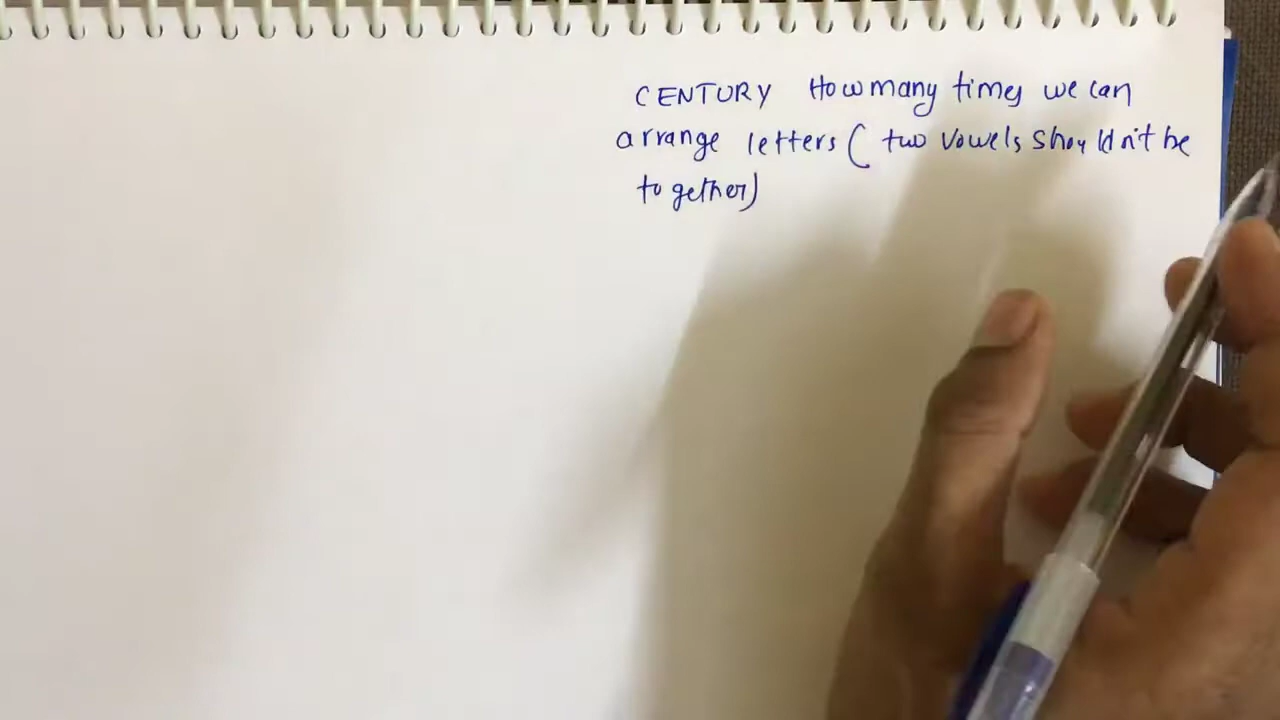 CENTURY How many times we can
arrange letters ( two vowels shouldn't be
together)